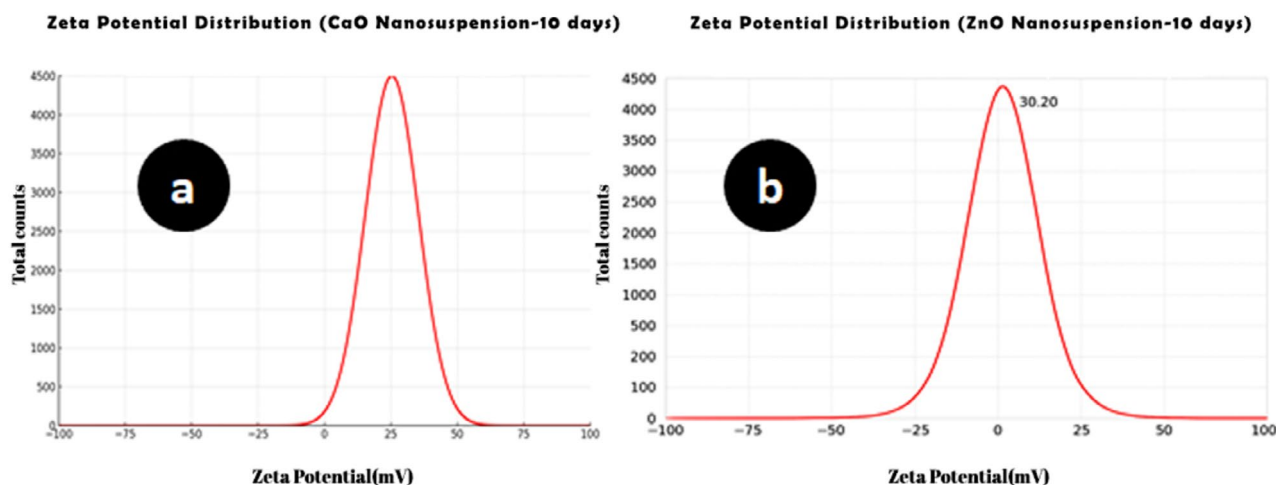 Zeta Potential Distribution (CaO Nanosuspension-10 days)
4500
4000
3500
3000
2500
2000
1500
1000
500
0
Total counts
a
-100 -75 -50 -25 0 25 50 75 100
Zeta Potential(mV)
Zeta Potential Distribution (ZnO Nanosuspension-10 days)
4500
4000
3500
3000
2500
2000
1500
1000
500
200
100
0
Total counts
30.20
b
-100 -75 -50 -25 0 25 50 100
Zeta Potential(mV)